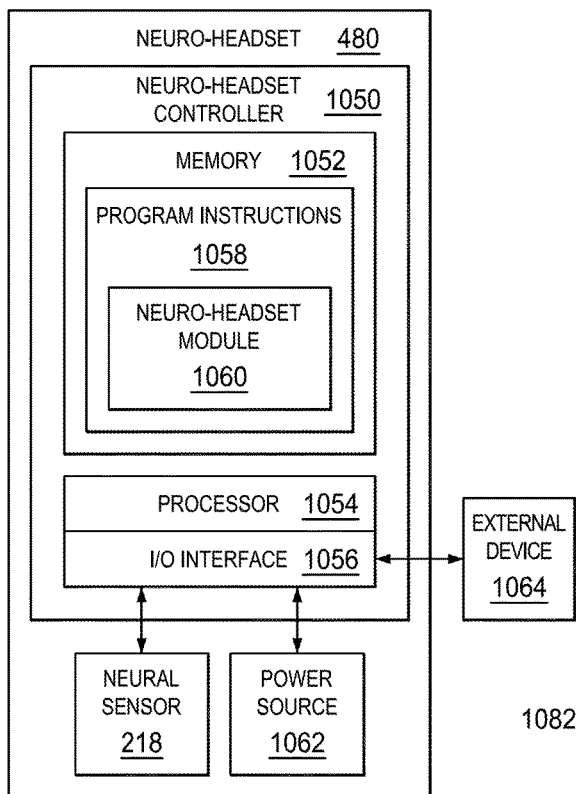 NEURO-HEADSET 480
NEURO-HEADSET
CONTROLLER 1050
MEMORY 1052
PROGRAM INSTRUCTIONS
1058
NEURO-HEADSET
MODULE
1060
PROCESSOR 1054
I/O INTERFACE 1056
EXTERNAL
DEVICE
1064
NEURAL
SENSOR
218
POWER
SOURCE
1062
1082